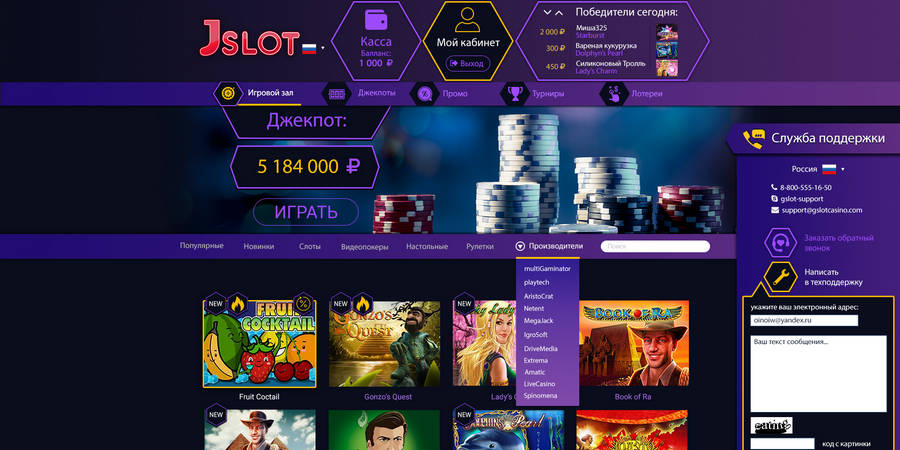 JSLOT
Касса
Балланс:
1 000 ₽
Мой кабинет
Выход
Победители сегодня:
2 000 ₽
Миша325
Starburst
300 ₽
Вареная кукурузка
Dolphyn's Pearl
450 ₽
Силиконовый Тролль
Lady's Charm
Игровой зал
Джекпоты
Промо
Турниры
Лотереи
Джекпот:
5 184 000 ₽
ИГРАТЬ
Служба поддержки
Россия
8-800-555-16-50
gslot-support
support@gslotcasino.com
Заказать обратный
звонок
Написать
в техподдержку
укажите ваш электронный адрес:
oinoiw@yandex.ru
Ваш текст сообщения...
eating
код с картинки
Популярные
Новинки
Слоты
Видеопокеры
Настольные
Рулетки
Производители
Поиск
multiGaminator
playtech
AristoCrat
Netent
MegaJack
IgroSoft
DriveMedia
Extrema
Amatic
LiveCasino
Spinomena
NEW
FRUIT
COCKTAIL
Fruit Coctail
NEW
Gonzo's
Quest
Gonzo's Quest
NEW
Lady
Lady's C
BOOK OF RA
Book of Ra
NEW
NEW
Pearl